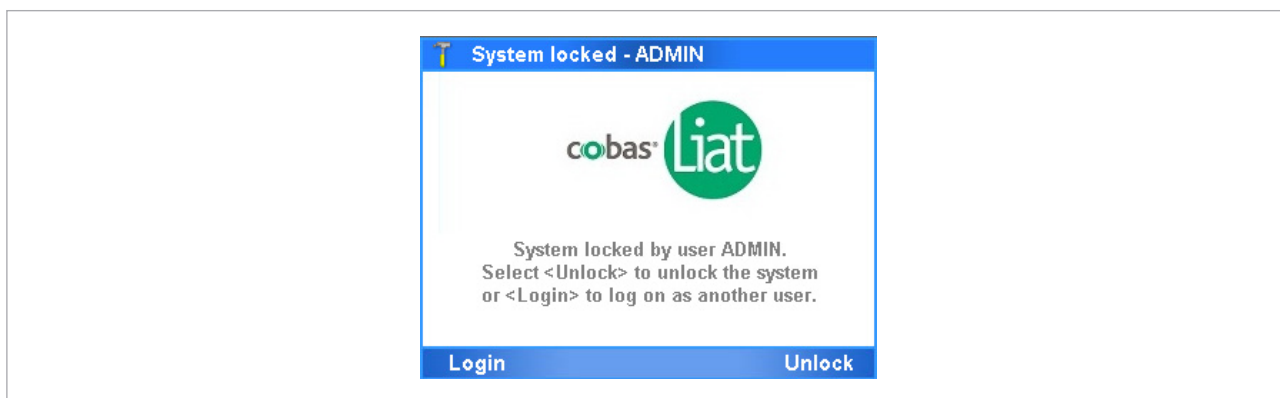 System locked - ADMIN
cobas® Liat
System locked by user ADMIN.
Select <Unlock> to unlock the system
or <Login> to log on as another user.
Login Unlock